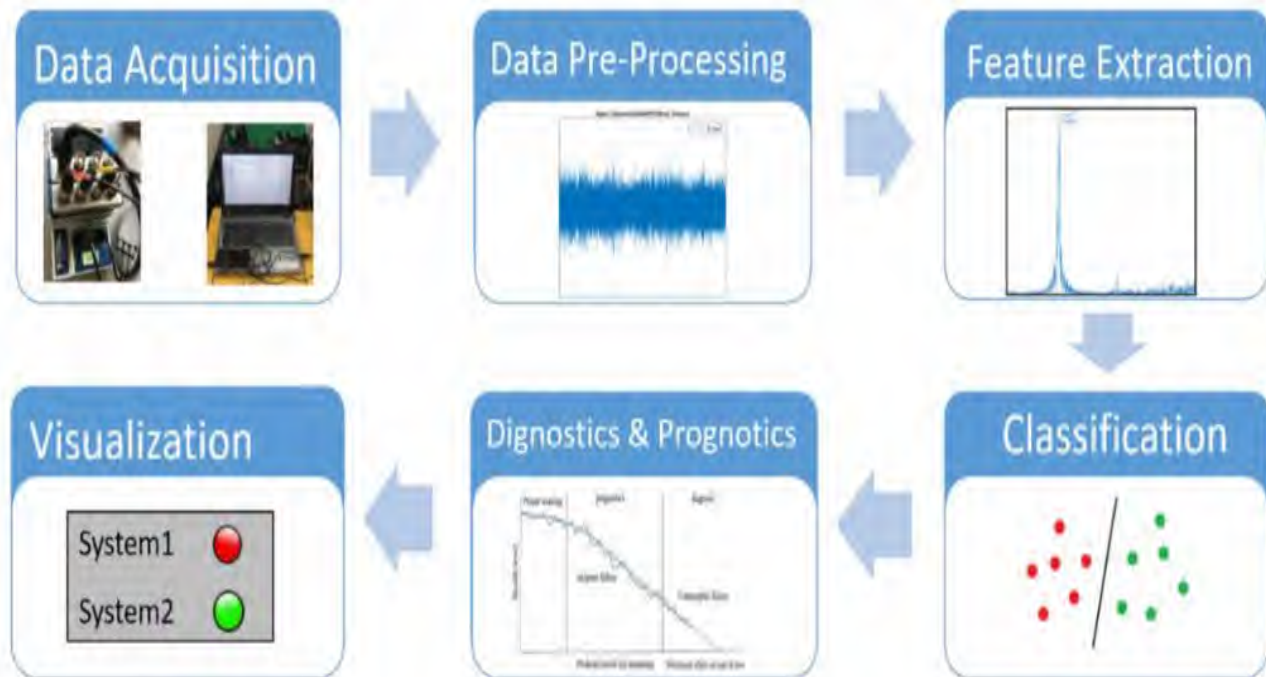 Data Acquisition
Data Pre-Processing
Feature Extraction
Classification
Dignostics & Prognotics
Visualization
System1
System2